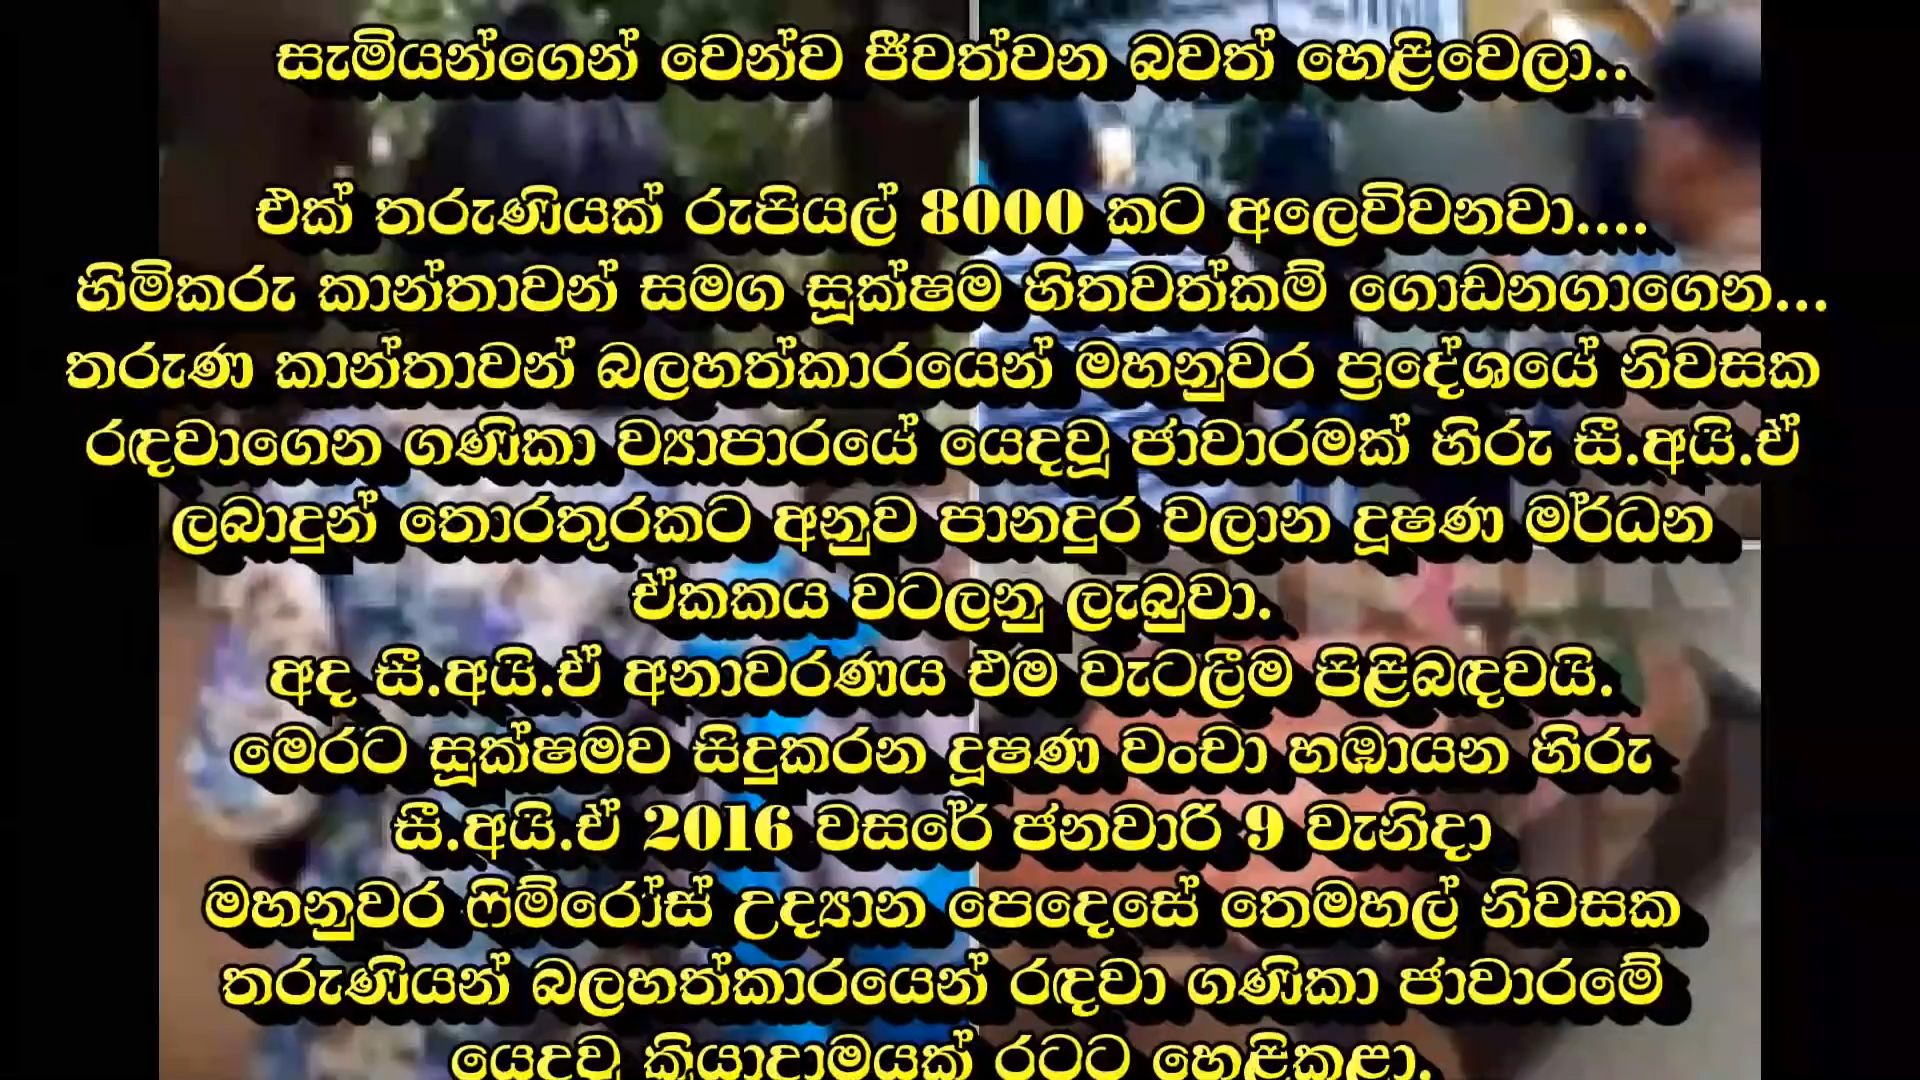 සැමියන්ගෙන් වෙන්ව ජීවත්වන බවත් හෙළිවෙලා..
එක් තරුණියක් රුපියල් 8000 කට අලෙවිවනවා....
හිමිකරු කාන්තාවන් සමග සූක්ෂම හිතවත්කම් ගොඩනගාගෙන...
තරුණ කාන්තාවන් බලහත්කාරයෙන් මහනුවර ප්‍රදේශයේ නිවසක
රඳවාගෙන ගණිකා ව්‍යාපාරයේ යෙදවූ ජාවාරමක් හිරු සී.අයි.ඒ
ලබාදුන් තොරතුරකට අනුව පානදුර වලාන දූෂණ මර්ධන
ඒකකය වටලනු ලැබුවා.
අද සී.අයි.ඒ අනාවරණය එම වැටලීම පිළිබඳවයි.
මෙරට සූක්ෂමව සිදුකරන දූෂණ වංචා හඹායන හිරු
සී.අයි.ඒ 2016 වසරේ ජනවාරි 9 වැනිදා
මහනුවර ෆිම්රෝස් උද්‍යාන පෙදෙසේ තෙමහල් නිවසක
තරුණියන් බලහත්කාරයෙන් රඳවා ගණිකා ජාවාරමේ
යෙදවූ ක්‍රියාදාමයක් රටට හෙළිකළා.